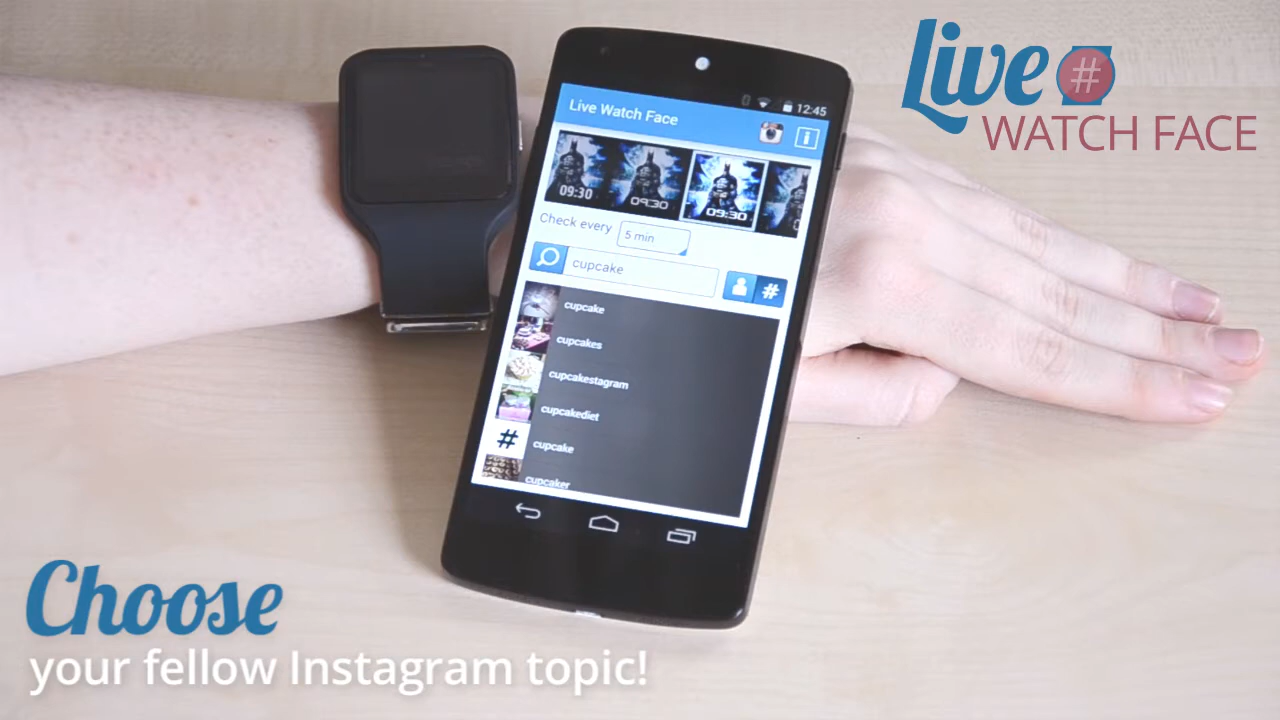 Live #
WATCH FACE
12:45
Live Watch Face
i
09:30
09:30
09:30
Check every
5 min
cupcake
#
cupcake
cupcakes
cupcakestagram
cupcakediet
#
cupcake
cupcaker
Choose
your fellow Instagram topic!